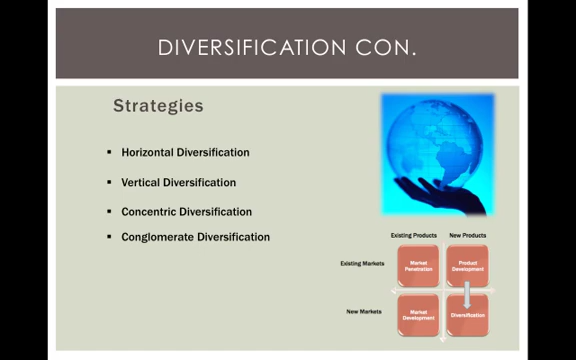 DIVERSIFICATION CON.
Strategies
▪ Horizontal Diversification
▪ Vertical Diversification
▪ Concentric Diversification
▪ Conglomerate Diversification
Existing Products New Products
Existing Markets
Market
Penetration
Product
Development
New Markets
Market
Development
Diversification